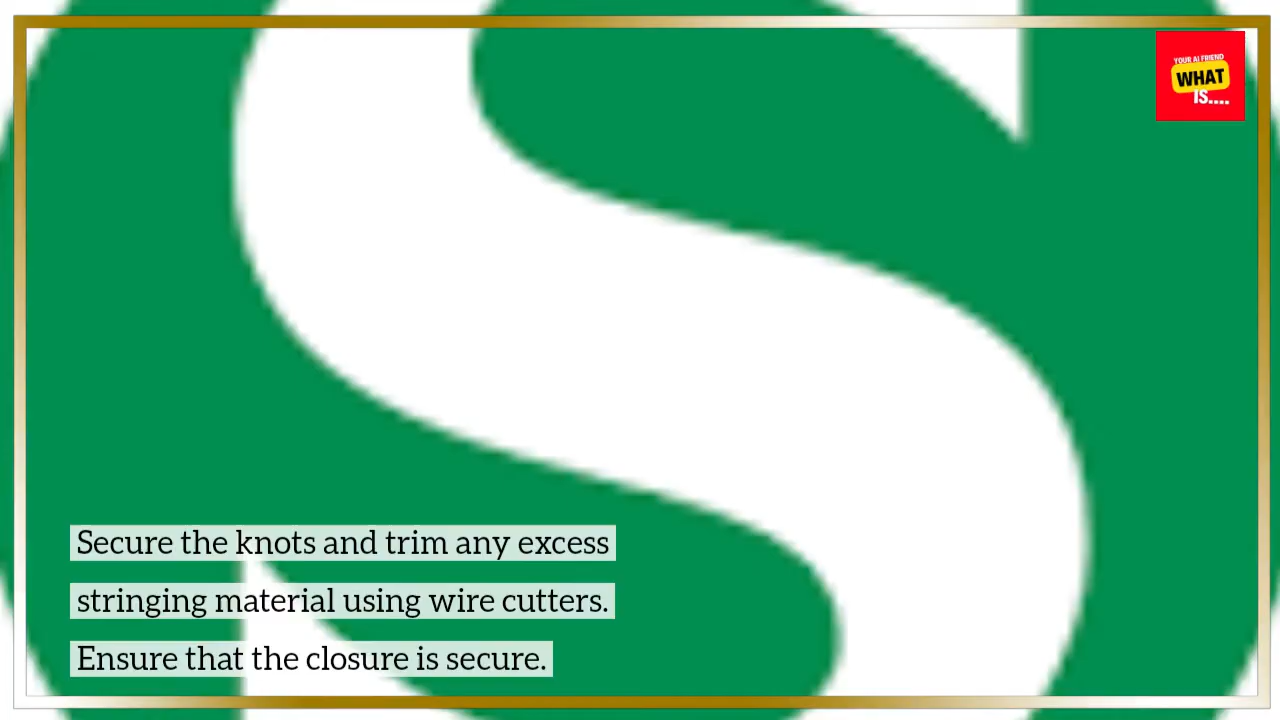 S
YOUR AI FRIEND
WHAT
IS....
Secure the knots and trim any excess
stringing material using wire cutters.
Ensure that the closure is secure.